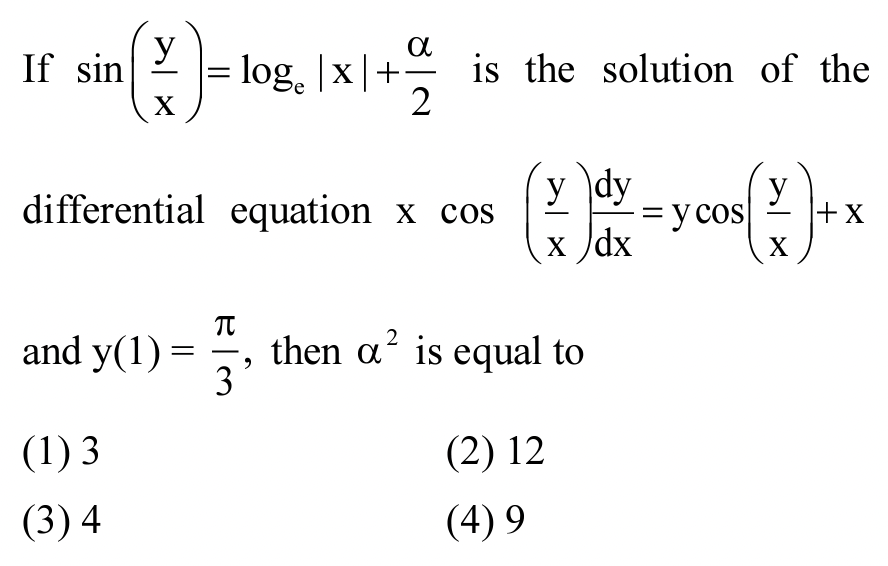 If sin(y/x) = logₑ |x| + α/2 is the solution of the
differential equation x cos (y/x) dy/dx = y cos(y/x) + x
and y(1) = π/3, then α² is equal to
(1) 3 (2) 12
(3) 4 (4) 9